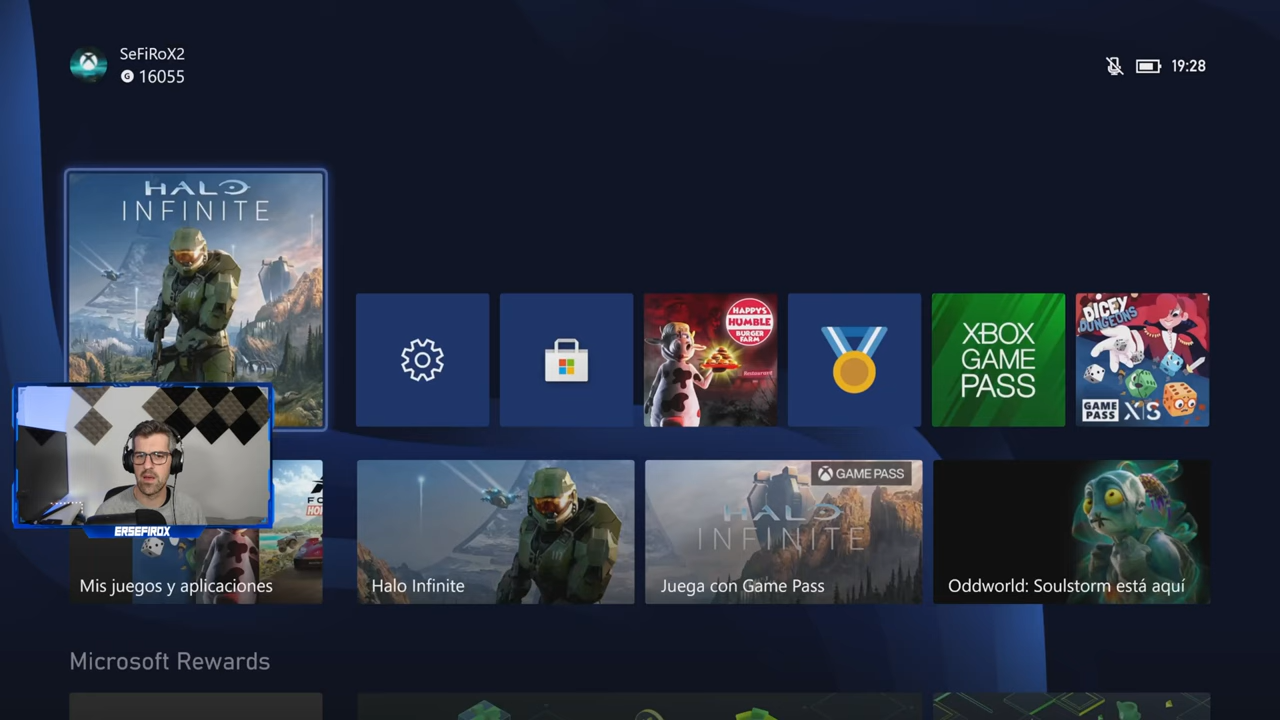 SeFiRoX2
G 16055
19:28
HALO
INFINITE
HAPPY'S
HUMBLE
BURGER
FARM
Restaurant
XBOX
GAME
PASS
DICEY
DUNGEONS
GAME
PASS
X|S
ERSEFIROX
Mis juegos y aplicaciones
Halo Infinite
GAME PASS
HALO
INFINITE
Juega con Game Pass
Oddworld: Soulstorm está aquí
Microsoft Rewards